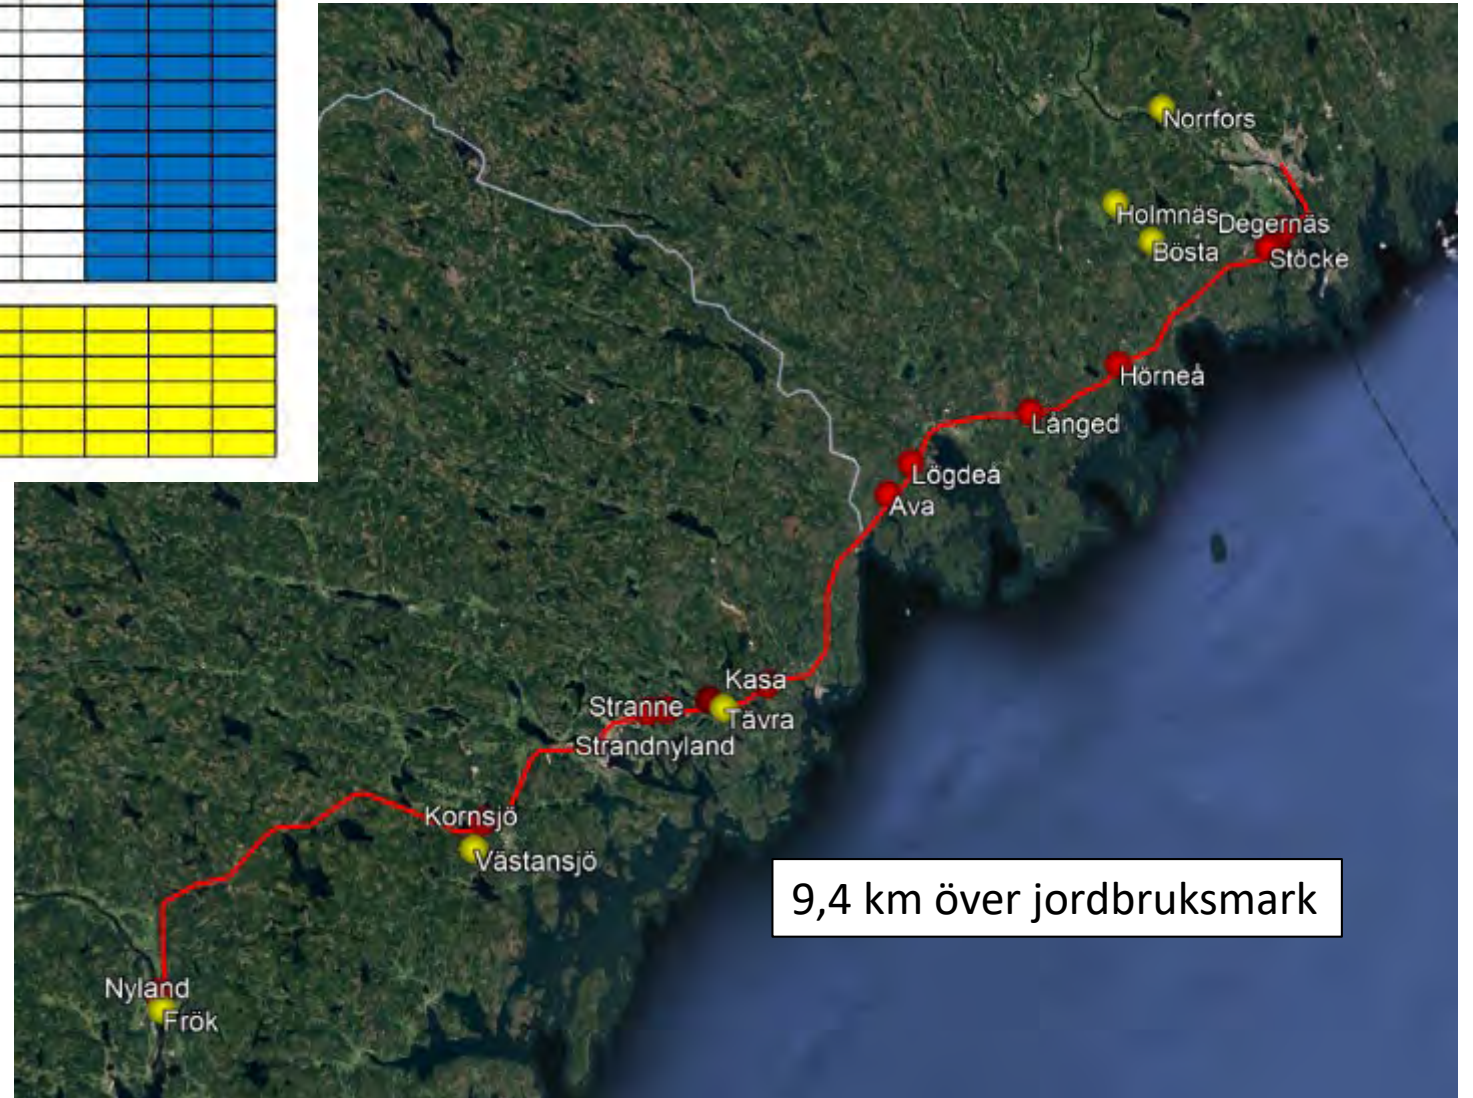 Norrfors
Holmnäs
Degernäs
Bösta
Stöcke
Hörneå
Långed
Lögdeå
Ava
Kasa
Stranne
Tävra
Strandnyland
Kornsjö
Västansjö
9,4 km över jordbruksmark
Nyland
Frök